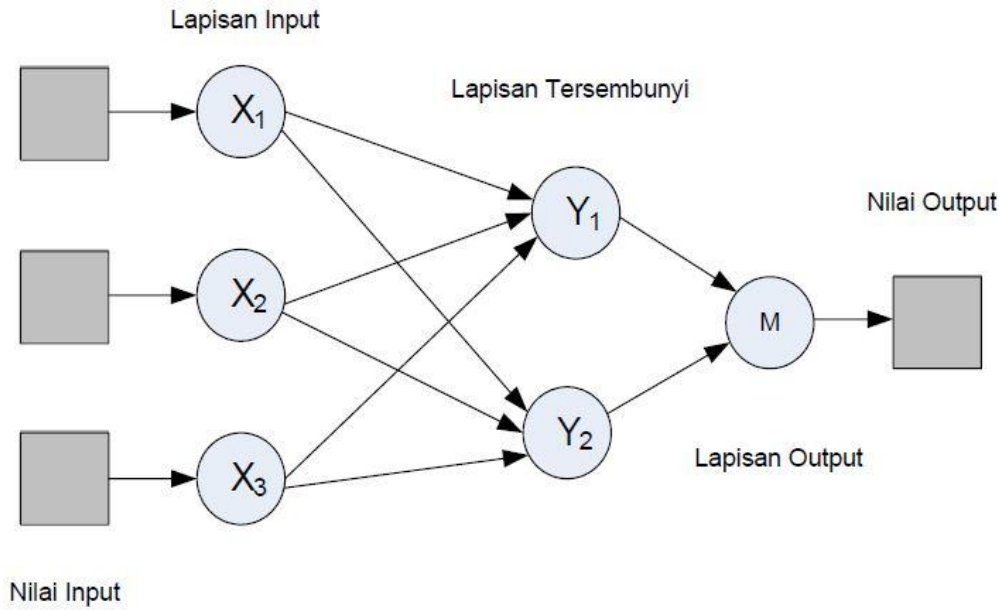 Lapisan Input
X1
Lapisan Tersembunyi
Y1
Nilai Output
X2
M
Y2
Lapisan Output
X3
Nilai Input